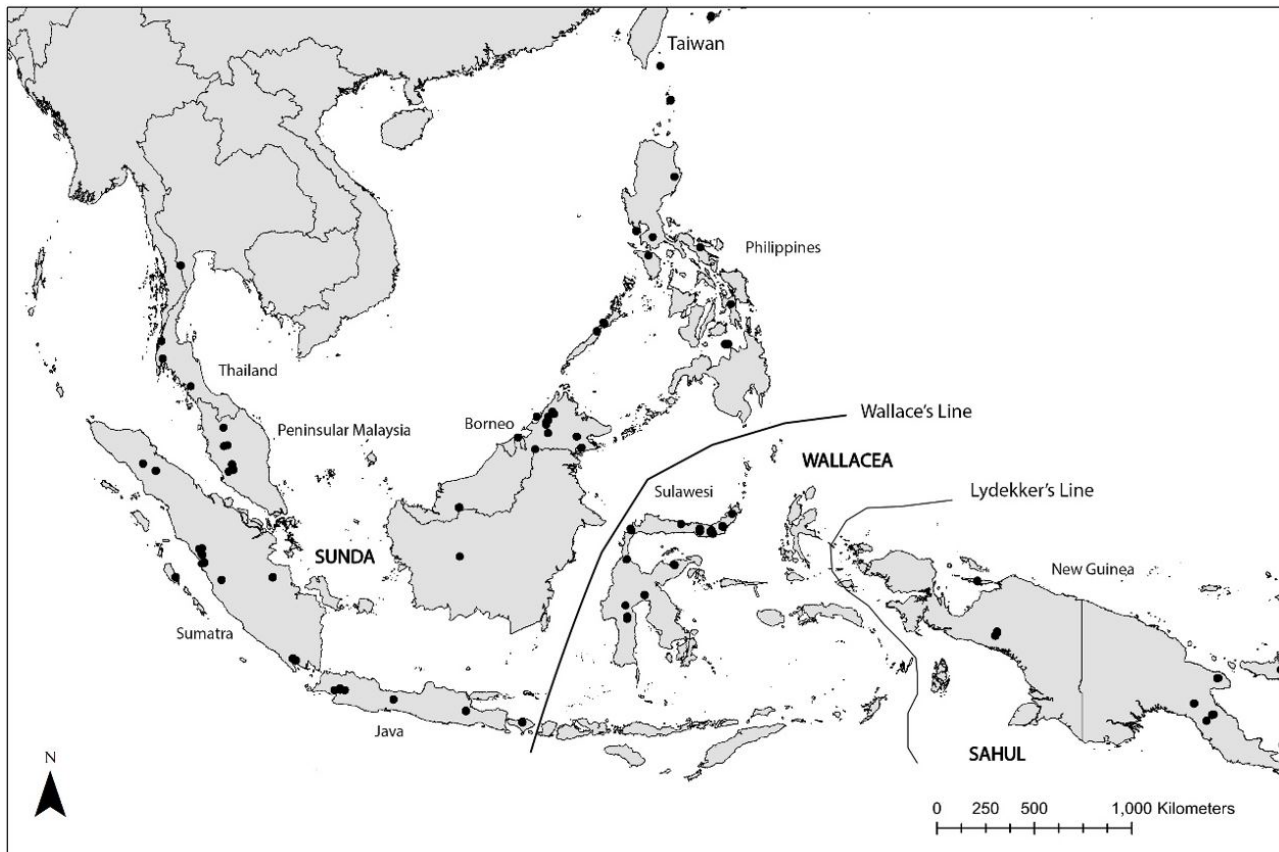 Taiwan
Philippines
Thailand
Wallace's Line
Peninsular Malaysia
Borneo
WALLACEA
Sulawesi
Lydekker's Line
SUNDA
New Guinea
Sumatra
Java
SAHUL
N
0 250 500 1,000 Kilometers